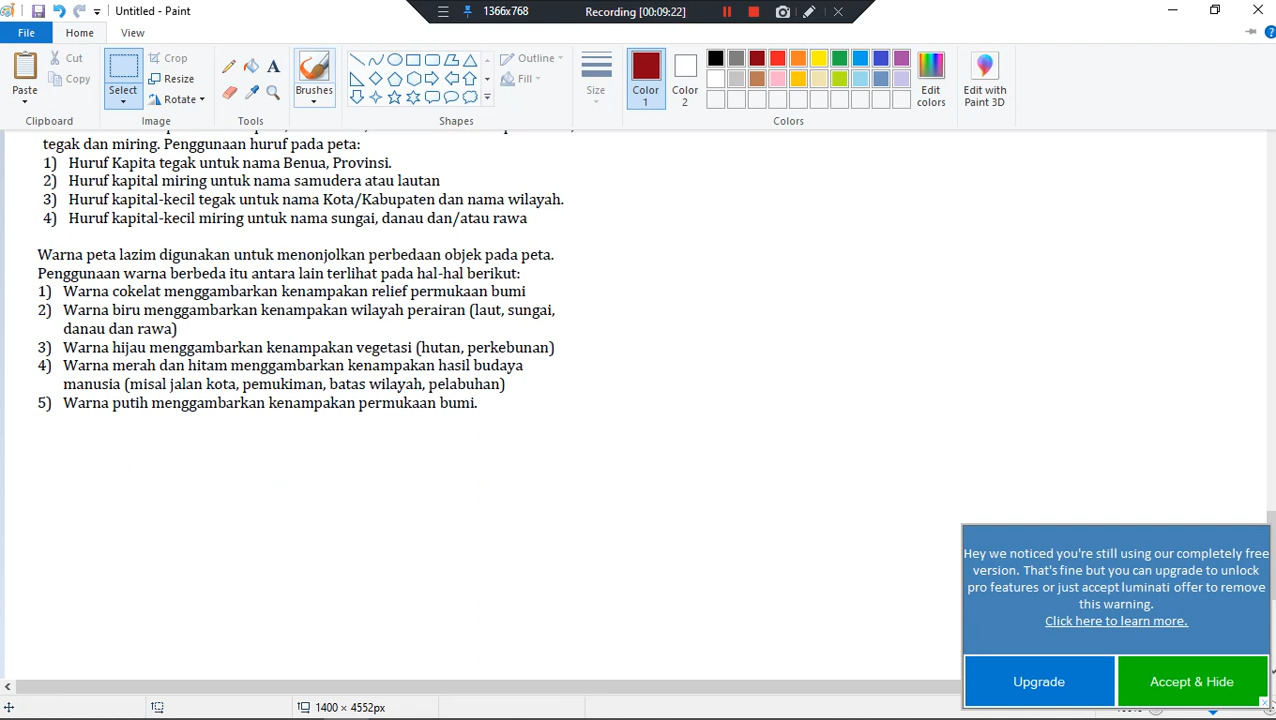 Untitled - Paint
1366x768
Recording [00:09:22]
File
Home
View
Paste
Cut
Copy
Clipboard
Select
Crop
Resize
Rotate
Image
Tools
Brushes
Outline
Fill
Shapes
Size
Color 1
Color 2
Edit colors
Edit with Paint 3D
Colors
tegak dan miring. Penggunaan huruf pada peta:
1) Huruf Kapita tegak untuk nama Benua, Provinsi.
2) Huruf kapital miring untuk nama samudera atau lautan
3) Huruf kapital-kecil tegak untuk nama Kota/Kabupaten dan nama wilayah.
4) Huruf kapital-kecil miring untuk nama sungai, danau dan/atau rawa
Warna peta lazim digunakan untuk menonjolkan perbedaan objek pada peta.
Penggunaan warna berbeda itu antara lain terlihat pada hal-hal berikut:
1) Warna cokelat menggambarkan kenampakan relief permukaan bumi
2) Warna biru menggambarkan kenampakan wilayah perairan (laut, sungai,
danau dan rawa)
3) Warna hijau menggambarkan kenampakan vegetasi (hutan, perkebunan)
4) Warna merah dan hitam menggambarkan kenampakan hasil budaya
manusia (misal jalan kota, pemukiman, batas wilayah, pelabuhan)
5) Warna putih menggambarkan kenampakan permukaan bumi.
Hey we noticed you're still using our completely free
version. That's fine but you can upgrade to unlock
pro features or just accept luminati offer to remove
this warning.
Click here to learn more.
Upgrade
Accept & Hide
1400 × 4552px